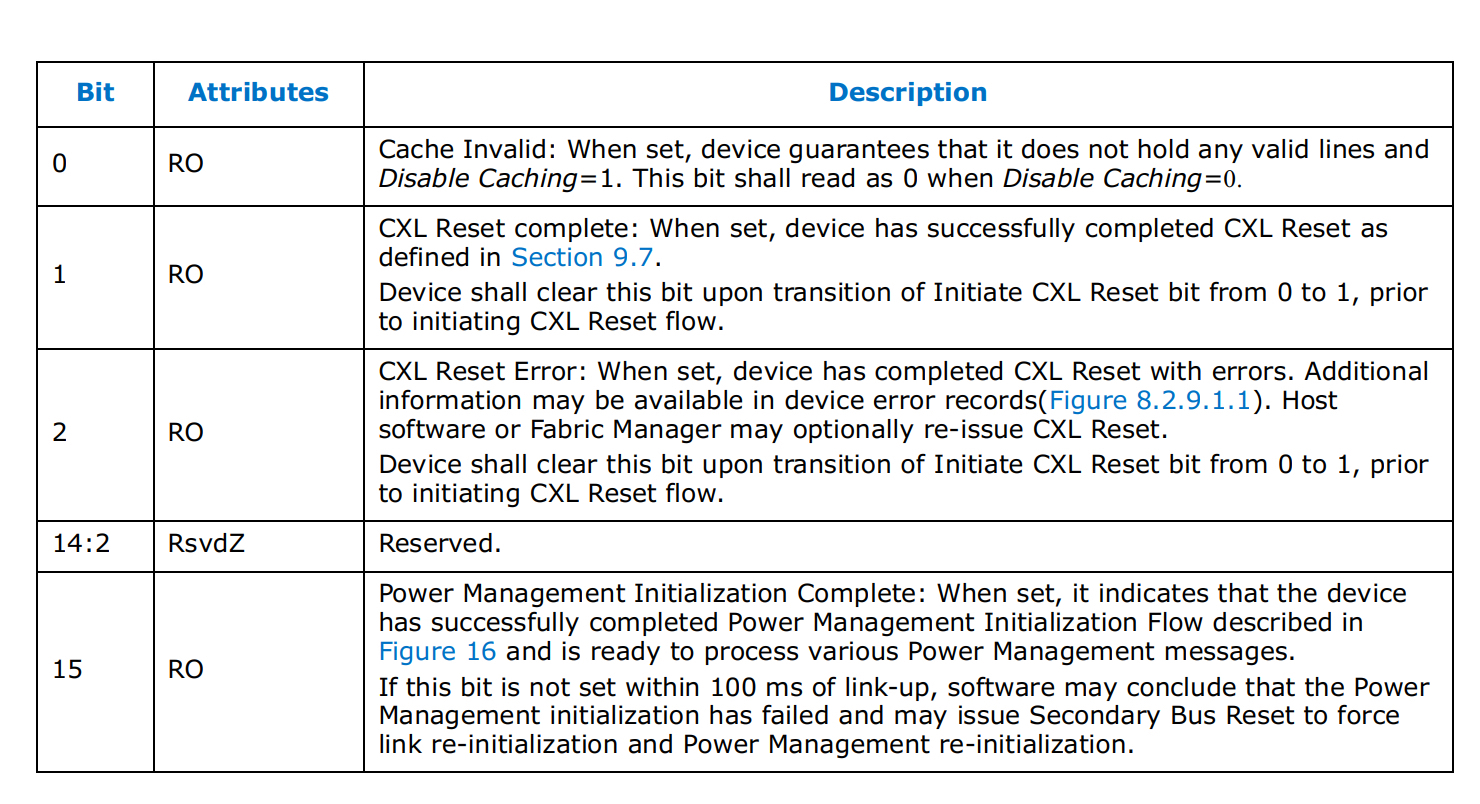 Bit Attributes Description
0 RO Cache Invalid: When set, device guarantees that it does not hold any valid lines and
Disable Caching=1. This bit shall read as 0 when Disable Caching=0.
1 RO CXL Reset complete: When set, device has successfully completed CXL Reset as
defined in Section 9.7.
Device shall clear this bit upon transition of Initiate CXL Reset bit from 0 to 1, prior
to initiating CXL Reset flow.
2 RO CXL Reset Error: When set, device has completed CXL Reset with errors. Additional
information may be available in device error records(Figure 8.2.9.1.1). Host
software or Fabric Manager may optionally re-issue CXL Reset.
Device shall clear this bit upon transition of Initiate CXL Reset bit from 0 to 1, prior
to initiating CXL Reset flow.
14:2 RsvdZ Reserved.
15 RO Power Management Initialization Complete: When set, it indicates that the device
has successfully completed Power Management Initialization Flow described in
Figure 16 and is ready to process various Power Management messages.
If this bit is not set within 100 ms of link-up, software may conclude that the Power
Management initialization has failed and may issue Secondary Bus Reset to force
link re-initialization and Power Management re-initialization.